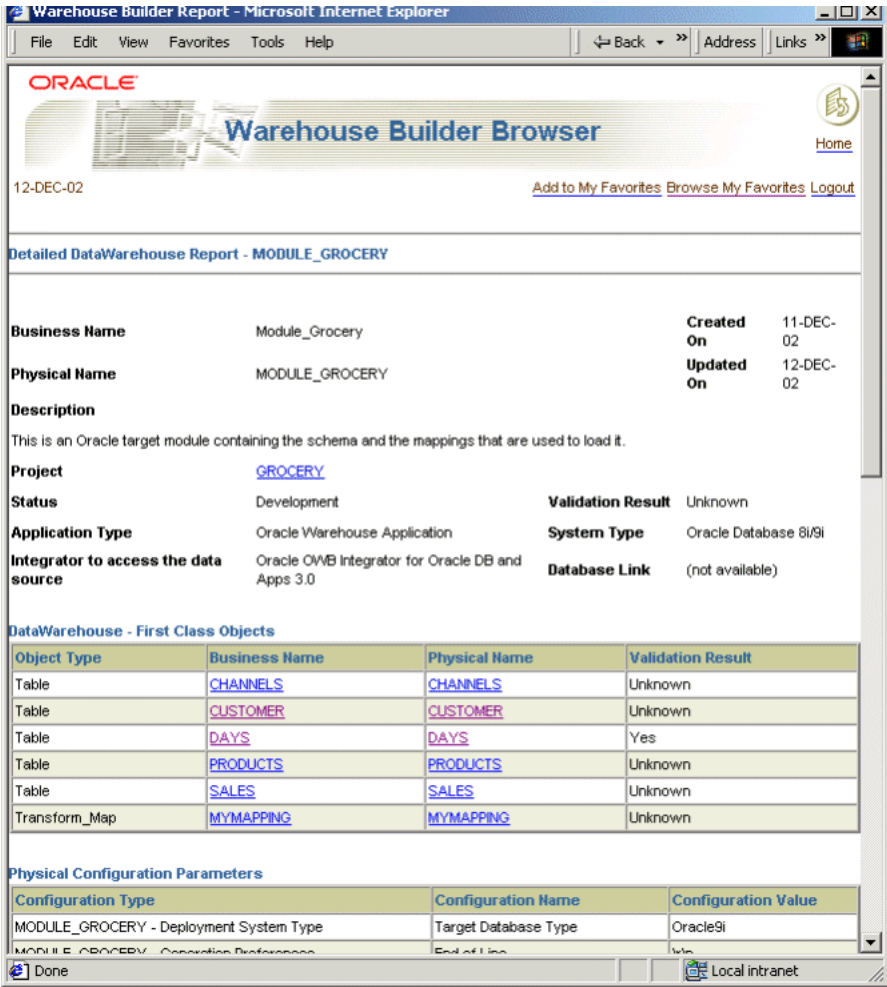 Warehouse Builder Report - Microsoft Internet Explorer
File Edit View Favorites Tools Help Back » Address Links »
ORACLE
Warehouse Builder Browser
Home
12-DEC-02 Add to My Favorites Browse My Favorites Logout
Detailed DataWarehouse Report - MODULE_GROCERY
Business Name Module_Grocery Created On 11-DEC-02
Physical Name MODULE_GROCERY Updated On 12-DEC-02
Description
This is an Oracle target module containing the schema and the mappings that are used to load it.
Project GROCERY
Status Development Validation Result Unknown
Application Type Oracle Warehouse Application System Type Oracle Database 8i/9i
Integrator to access the data source Oracle OWB Integrator for Oracle DB and Apps 3.0 Database Link (not available)
DataWarehouse - First Class Objects
Object Type Business Name Physical Name Validation Result
Table CHANNELS CHANNELS Unknown
Table CUSTOMER CUSTOMER Unknown
Table DAYS DAYS Yes
Table PRODUCTS PRODUCTS Unknown
Table SALES SALES Unknown
Transform_Map MYMAPPING MYMAPPING Unknown
Physical Configuration Parameters
Configuration Type Configuration Name Configuration Value
MODULE_GROCERY - Deployment System Type Target Database Type Oracle9i
MODULE_GROCERY - Generation Preferences End of Line \r\n
Done Local intranet